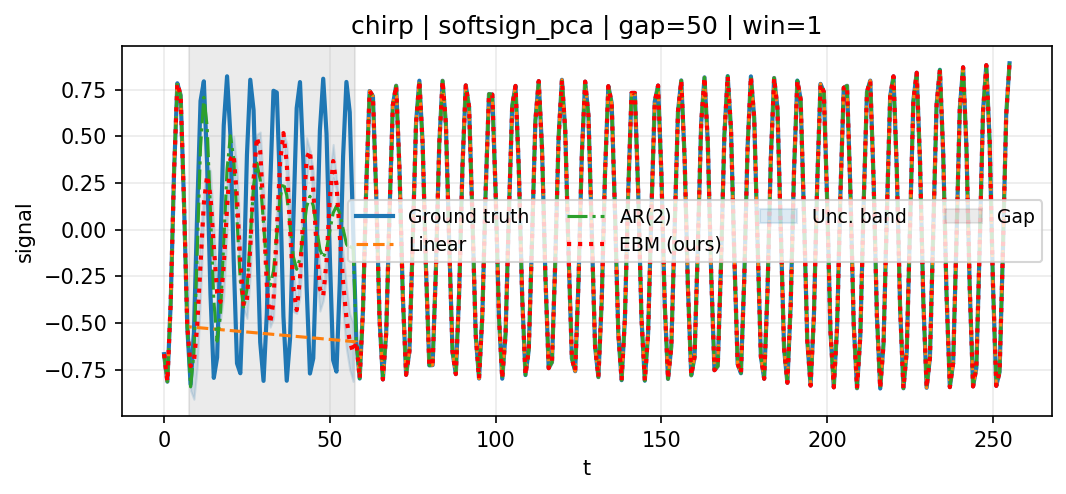 chirp | softsign_pca | gap=50 | win=1
signal
0.75
0.50
0.25
0.00
−0.25
−0.50
−0.75
Ground truth
Linear
AR(2)
EBM (ours)
Unc. band
Gap
0 50 100 150 200 250
t